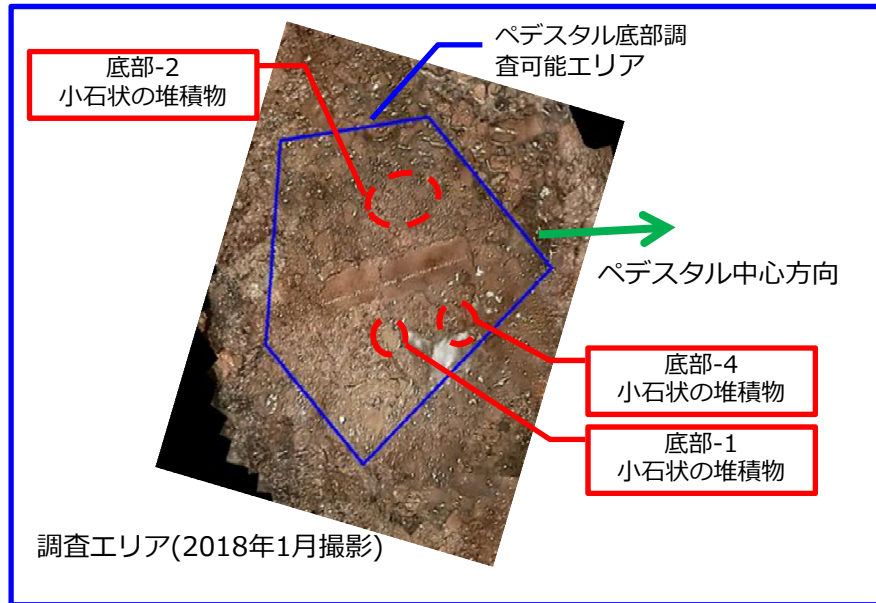 底部-2
小石状の堆積物
ペデスタル底部調
査可能エリア
ペデスタル中心方向
底部-4
小石状の堆積物
底部-1
小石状の堆積物
調査エリア(2018年1月撮影)